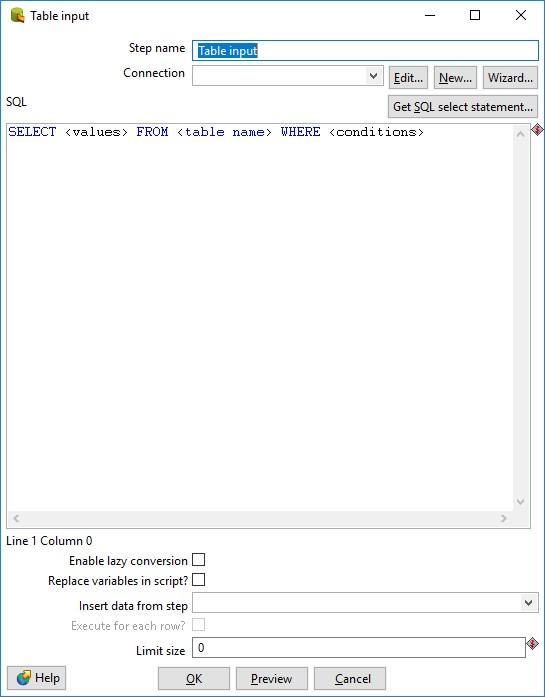 Table input
Step name Table input
Connection Edit... New... Wizard...
SQL Get SQL select statement...
SELECT <values> FROM <table name> WHERE <conditions>
Line 1 Column 0
Enable lazy conversion
Replace variables in script?
Insert data from step
Execute for each row?
Limit size 0
Help OK Preview Cancel